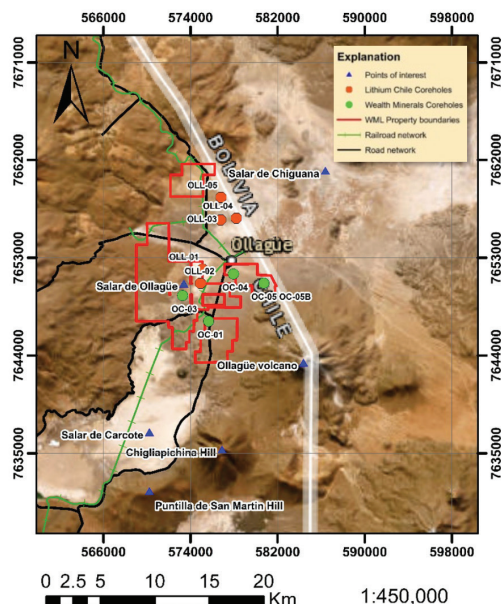 566000 574000 582000 590000 598000
N
Explanation
Points of interest
Lithium Chile Coreholes
Wealth Minerals Coreholes
WML Property boundaries
Railroad network
Road network
7671000 7671000
7662000 7662000
7653000 7653000
7644000 7644000
7635000 7635000
BOLIVIA
CHILE
Salar de Chiguana
OLL-05
OLL-04
OLL-03
Ollagüe
OLL-01
OLL-02
Salar de Ollagüe
OC-04
OC-05 OC-05B
OC-03
OC-01
Ollagüe volcano
Salar de Carcote
Chigliapichina Hill
Puntilla de San Martin Hill
566000 574000 582000 590000 598000
0 2.5 5 10 15 20
Km
1:450,000